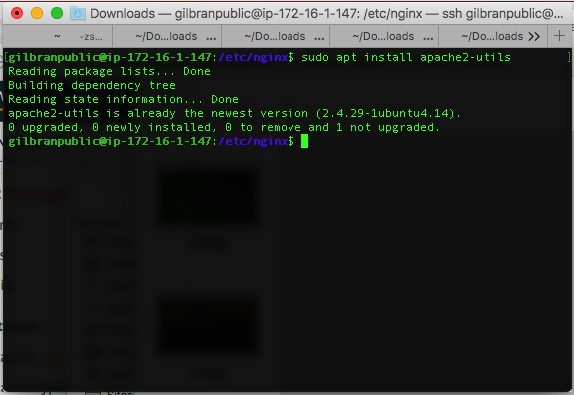 Downloads — gilbranpublic@ip-172-16-1-147: /etc/nginx — ssh gilbranpublic@...
~ -zs... ~/Do...loads ... ~/Do...loads ... ~/Do...loads ... ~/Do...loads >>
[gilbranpublic@ip-172-16-1-147:/etc/nginx$ sudo apt install apache2-utils ]
Reading package lists... Done
Building dependency tree
Reading state information... Done
apache2-utils is already the newest version (2.4.29-1ubuntu4.14).
0 upgraded, 0 newly installed, 0 to remove and 1 not upgraded.
gilbranpublic@ip-172-16-1-147:/etc/nginx$